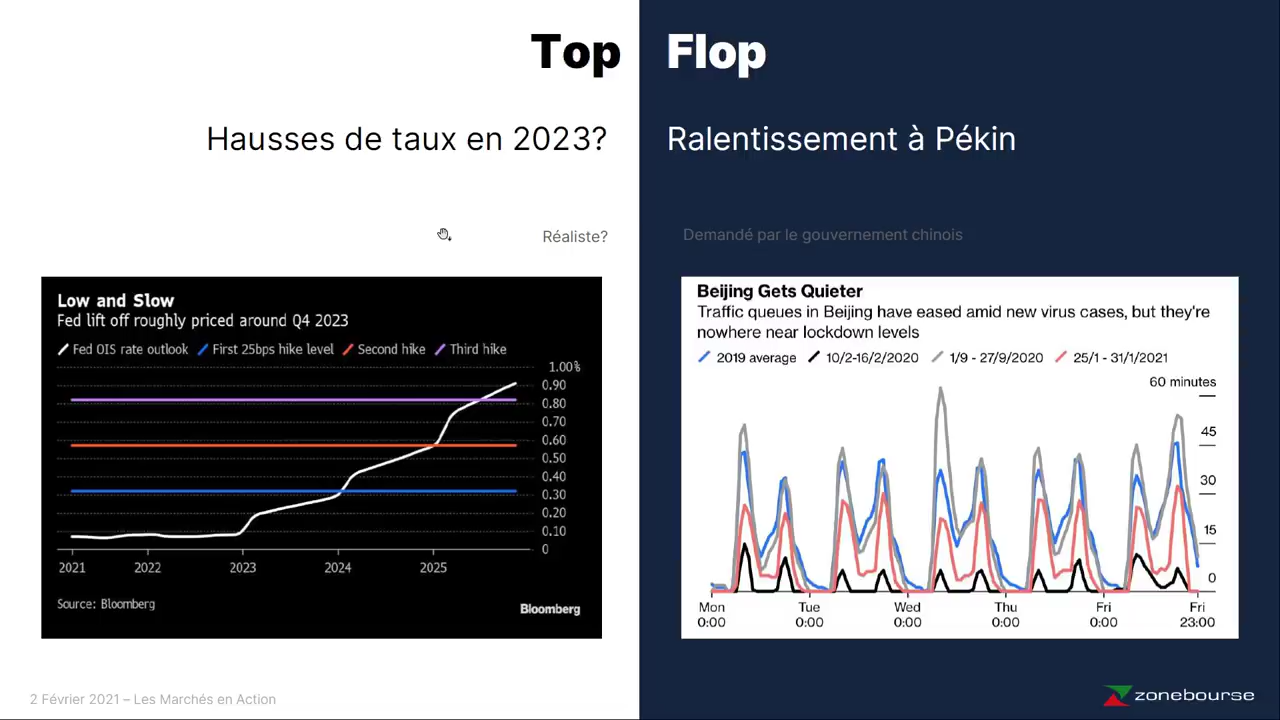 Top
Hausses de taux en 2023?
Réaliste?
Low and Slow
Fed lift off roughly priced around Q4 2023
Fed OIS rate outlook First 25bps hike level Second hike Third hike
1.00%
0.90
0.80
0.70
0.60
0.50
0.40
0.30
0.20
0.10
0
2021 2022 2023 2024 2025
Source: Bloomberg
Bloomberg
2 Février 2021 – Les Marchés en Action
Flop
Ralentissement à Pékin
Demandé par le gouvernement chinois
Beijing Gets Quieter
Traffic queues in Beijing have eased amid new virus cases, but they're
nowhere near lockdown levels
2019 average 10/2-16/2/2020 1/9 - 27/9/2020 25/1 - 31/1/2021
60 minutes
45
30
15
0
Mon Tue Wed Thu Fri Fri
0:00 0:00 0:00 0:00 0:00 23:00
zonebourse